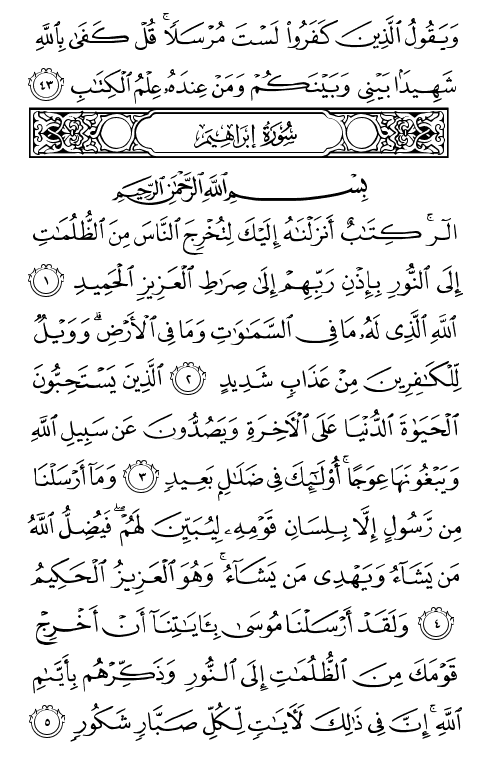 وَيَقُولُ ٱلَّذِينَ كَفَرُوا۟ لَسْتَ مُرْسَلًا ۚ قُلْ كَفَىٰ بِٱللَّهِ
شَهِيدًۢا بَيْنِى وَبَيْنَكُمْ وَمَنْ عِندَهُۥ عِلْمُ ٱلْكِتَـٰبِ ٤٣
سُورَةُ إِبْرَاهِيم
بِسْمِ ٱللَّهِ ٱلرَّحْمَـٰنِ ٱلرَّحِيمِ
الٓر ۚ كِتَـٰبٌ أَنزَلْنَـٰهُ إِلَيْكَ لِتُخْرِجَ ٱلنَّاسَ مِنَ ٱلظُّلُمَـٰتِ
إِلَى ٱلنُّورِ بِإِذْنِ رَبِّهِمْ إِلَىٰ صِرَٰطِ ٱلْعَزِيزِ ٱلْحَمِيدِ ١
ٱللَّهِ ٱلَّذِى لَهُۥ مَا فِى ٱلسَّمَـٰوَٰتِ وَمَا فِى ٱلْأَرْضِ ۗ وَوَيْلٌ
لِّلْكَـٰفِرِينَ مِنْ عَذَابٍ شَدِيدٍ ٢ ٱلَّذِينَ يَسْتَحِبُّونَ
ٱلْحَيَوٰةَ ٱلدُّنْيَا عَلَى ٱلْـَٔاخِرَةِ وَيَصُدُّونَ عَن سَبِيلِ ٱللَّهِ
وَيَبْغُونَهَا عِوَجًا ۚ أُو۟لَـٰٓئِكَ فِى ضَلَـٰلٍۭ بَعِيدٍ ٣ وَمَآ أَرْسَلْنَا
مِن رَّسُولٍ إِلَّا بِلِسَانِ قَوْمِهِۦ لِيُبَيِّنَ لَهُمْ ۖ فَيُضِلُّ ٱللَّهُ
مَن يَشَآءُ وَيَهْدِى مَن يَشَآءُ ۚ وَهُوَ ٱلْعَزِيزُ ٱلْحَكِيمُ
٤ وَلَقَدْ أَرْسَلْنَا مُوسَىٰ بِـَٔايَـٰتِنَآ أَنْ أَخْرِجْ
قَوْمَكَ مِنَ ٱلظُّلُمَـٰتِ إِلَى ٱلنُّورِ وَذَكِّرْهُم بِأَيَّىٰمِ
ٱللَّهِ ۚ إِنَّ فِى ذَٰلِكَ لَـَٔايَـٰتٍ لِّكُلِّ صَبَّارٍ شَكُورٍ ٥